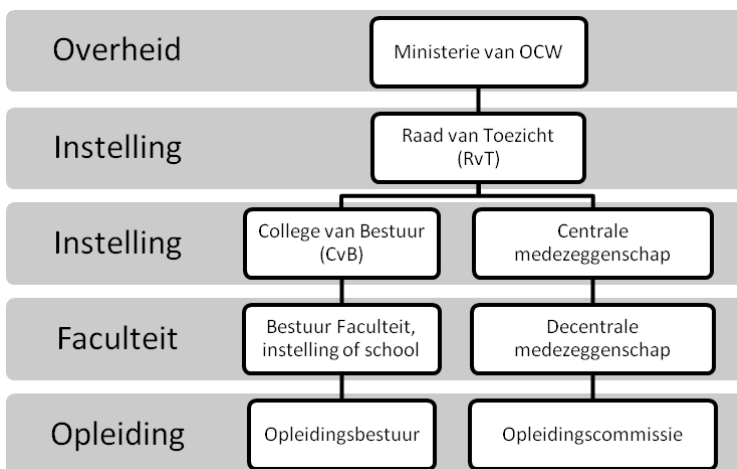 Overheid
Ministerie van OCW
Instelling
Raad van Toezicht
(RvT)
Instelling
College van Bestuur
(CvB)
Centrale
medezeggenschap
Faculteit
Bestuur Faculteit,
instelling of school
Decentrale
medezeggenschap
Opleiding
Opleidingsbestuur
Opleidingscommissie